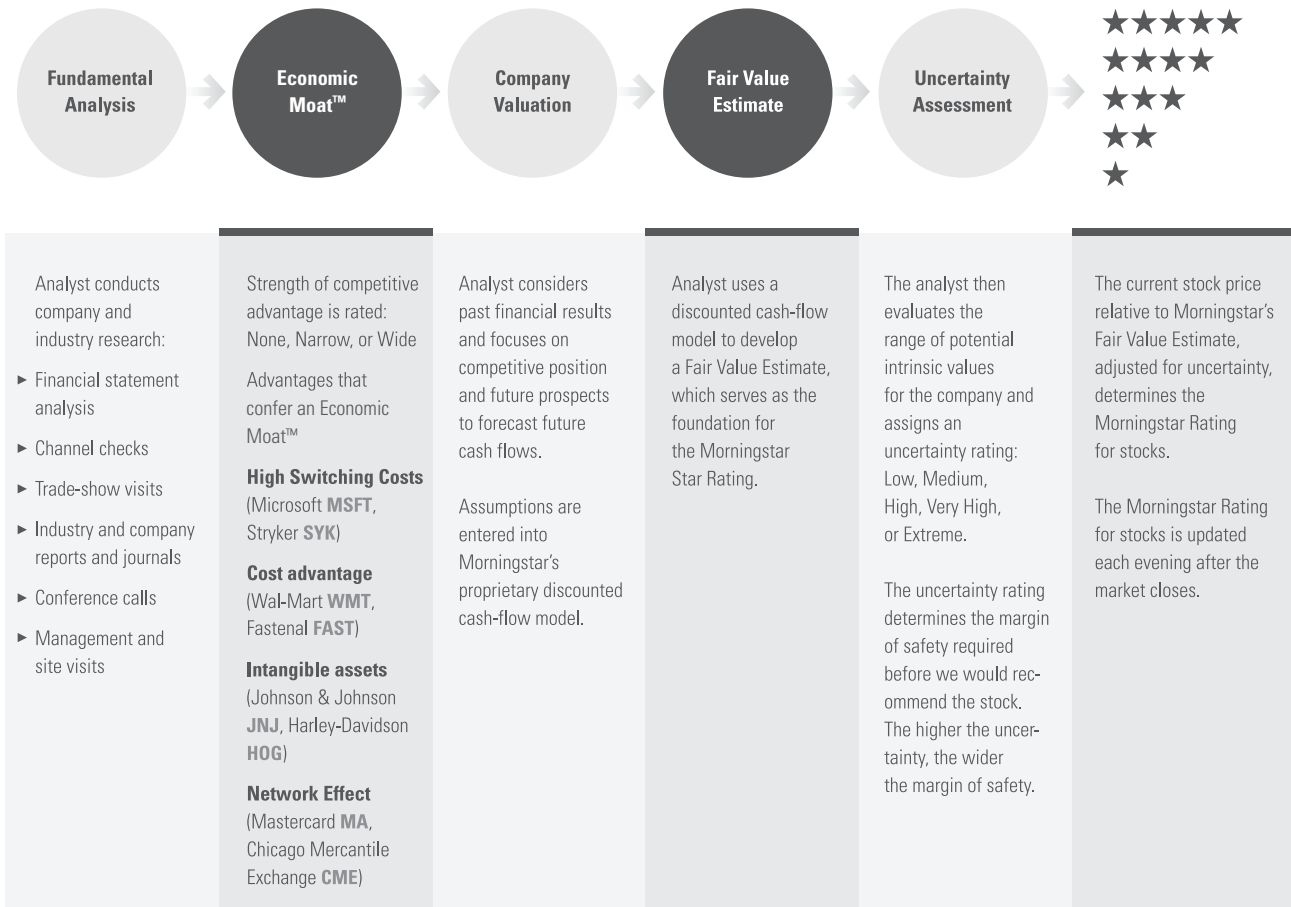 Fundamental
Analysis
Economic
Moat™
Company
Valuation
Fair Value
Estimate
Uncertainty
Assessment
★★★★★
★★★★
★★★
★★
★
Analyst conducts
company and
industry research:
► Financial statement
analysis
► Channel checks
► Trade-show visits
► Industry and company
reports and journals
► Conference calls
► Management and
site visits
Strength of competitive
advantage is rated:
None, Narrow, or Wide
Advantages that
confer an Economic
Moat™
High Switching Costs
(Microsoft MSFT,
Stryker SYK)
Cost advantage
(Wal-Mart WMT,
Fastenal FAST)
Intangible assets
(Johnson & Johnson
JNJ, Harley-Davidson
HOG)
Network Effect
(Mastercard MA,
Chicago Mercantile
Exchange CME)
Analyst considers
past financial results
and focuses on
competitive position
and future prospects
to forecast future
cash flows.
Assumptions are
entered into
Morningstar’s
proprietary discounted
cash-flow model.
Analyst uses a
discounted cash-flow
model to develop
a Fair Value Estimate,
which serves as the
foundation for
the Morningstar
Star Rating.
The analyst then
evaluates the
range of potential
intrinsic values
for the company and
assigns an
uncertainty rating:
Low, Medium,
High, Very High,
or Extreme.
The uncertainty rating
determines the margin
of safety required
before we would rec-
ommend the stock.
The higher the uncer-
tainty, the wider
the margin of safety.
The current stock price
relative to Morningstar’s
Fair Value Estimate,
adjusted for uncertainty,
determines the
Morningstar Rating
for stocks.
The Morningstar Rating
for stocks is updated
each evening after the
market closes.